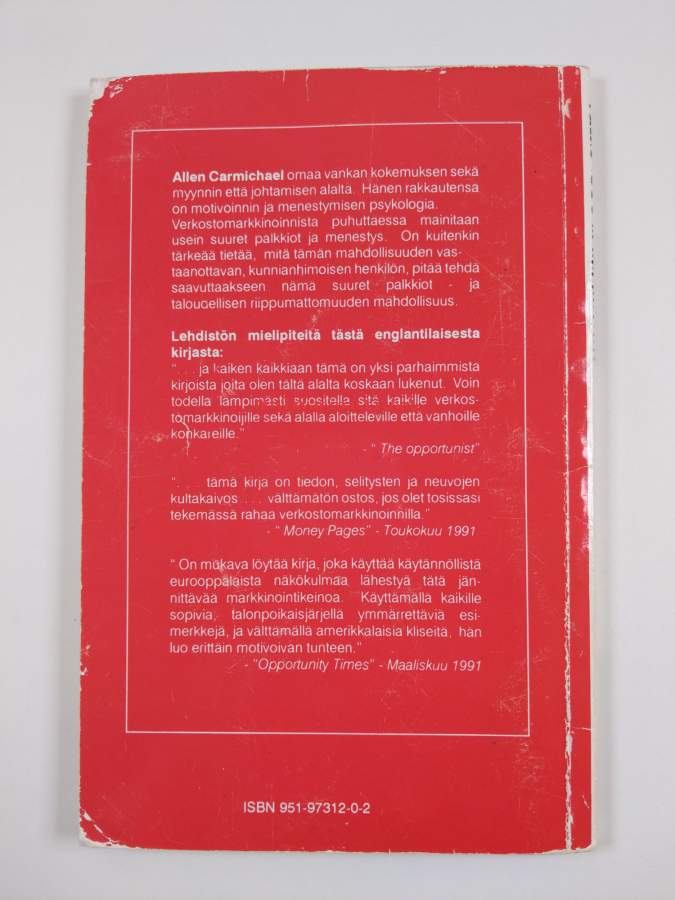 Allen Carmichael omaa vankan kokemuksen sekä
myynnin että johtamisen alalta. Hänen rakkautensa
on motivoinnin ja menestymisen psykologia.
Verkostomarkkinoinnista puhuttaessa mainitaan
usein suuret palkkiot ja menestys. On kuitenkin
tärkeää tietää, mitä tämän mahdollisuuden vas-
taanottavan, kunnianhimoisen henkilön, pitää tehdä
saavuttaakseen nämä suuret palkkiot - ja
taloudellisen riippumattomuuden mahdollisuus.
Lehdistön mielipiteitä tästä englantilaisesta
kirjasta:
". . . ja kaiken kaikkiaan tämä on yksi parhaimmista
kirjoista joita olen tältä alalta koskaan lukenut. Voin
todella lämpimästi suositella sitä kaikille verkos-
tomarkkinoijille sekä alalla aloitteleville että vanhoille
konkareille."
- " The opportunist"
". . . tämä kirja on tiedon, selitysten ja neuvojen
kultakaivos . . . välttämätön ostos, jos olet tosissasi
tekemässä rahaa verkostomarkkinoinnilla."
- " Money Pages" - Toukokuu 1991
" On mukava löytää kirja, joka käyttää käytännöllistä
eurooppalaista näkökulmaa lähestyä tätä jän-
nittävää markkinointikeinoa. Käyttämällä kaikille
sopivia, talonpoikaisjärjellä ymmärrettäviä esi-
merkkejä, ja välttämällä amerikkalaisia kliseitä, hän
luo erittäin motivoivan tunteen."
- "Opportunity Times" - Maaliskuu 1991
ISBN 951-97312-0-2